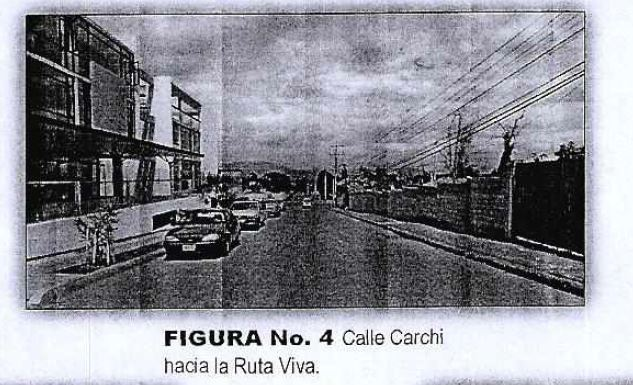 FIGURA No. 4 Calle Carchi
hacia la Ruta Viva.